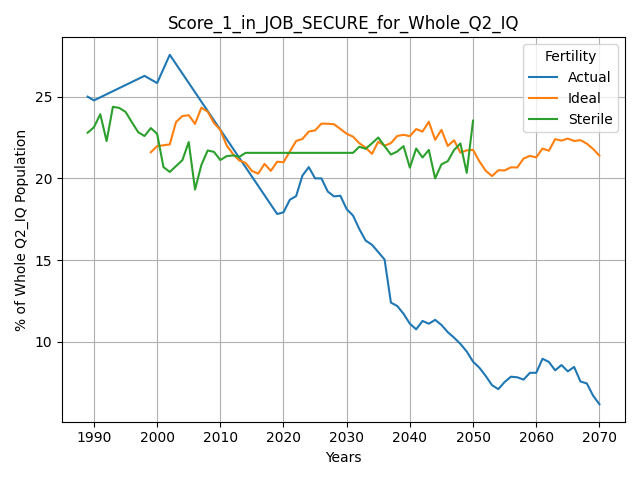 Score_1_in_JOB_SECURE_for_Whole_Q2_IQ
Fertility
Actual
Ideal
Sterile
% of Whole Q2_IQ Population
25
20
15
10
1990 2000 2010 2020 2030 2040 2050 2060 2070
Years